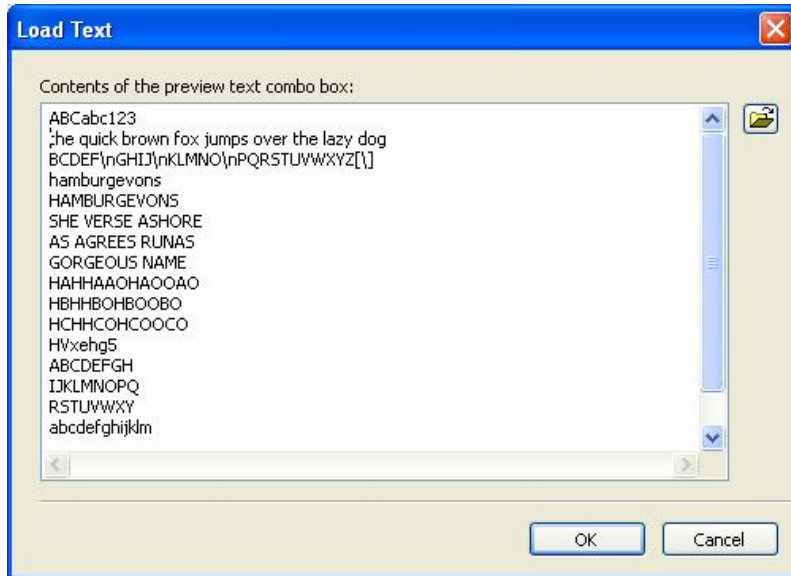 Load Text
Contents of the preview text combo box:
ABCabc123
the quick brown fox jumps over the lazy dog
BCDEF\nGHIJ\nKLMNO\nPQRSTUVWXYZ[\]
hamburgevons
HAMBURGEVONS
SHE VERSE ASHORE
AS AGREES RUNAS
GORGEOUS NAME
HAHHAAOHAOOAO
HBHHBOHBOOBO
HCHHCOHCOOCO
HVxehg5
ABCDEFGH
IJKLMNOPQ
RSTUVWXY
abcdefghijklm
OK
Cancel